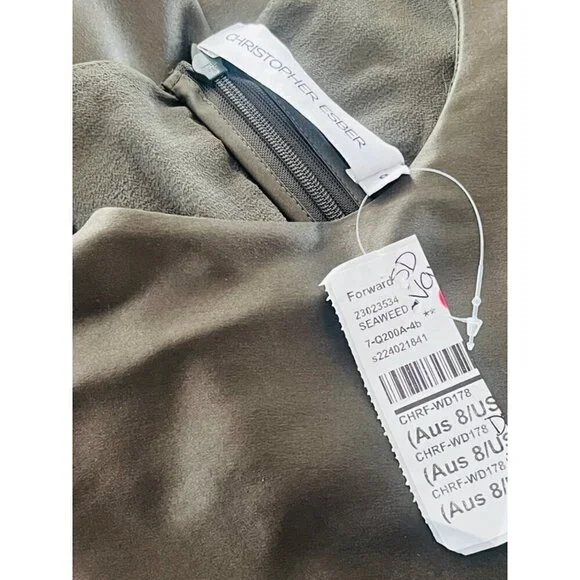 CHRISTOPHER ESBER
Forward
23023534
SEAWEED
7-Q200A-4b **
s224021841
CHRF-WD178
(Aus 8/US
CHRF-WD178
(Aus 8/US
CHRF-WD178
(Aus 8/U